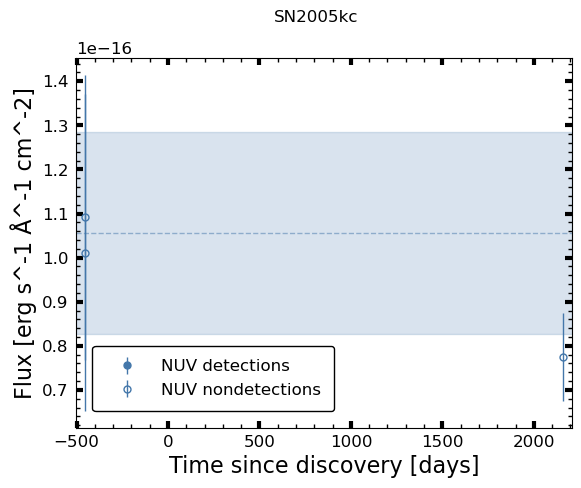 SN2005kc
1e−16
Flux [erg s^-1 Å^-1 cm^-2]
1.4
1.3
1.2
1.1
1.0
0.9
0.8
0.7
NUV detections
NUV nondetections
−500
0
500
1000
1500
2000
Time since discovery [days]